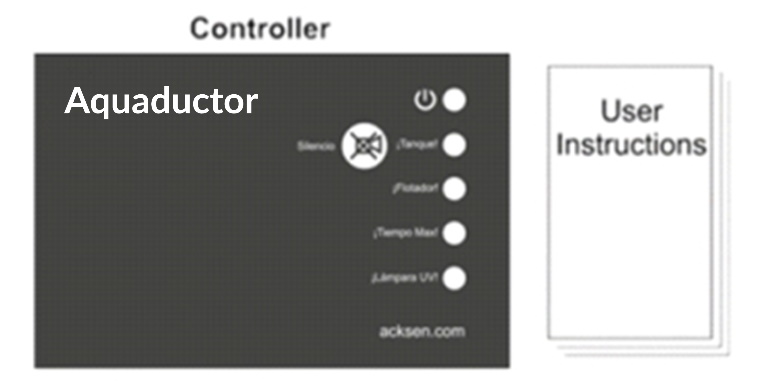 Controller
Aquaductor
Silencio
¡Tanque!
¡Flotador!
¡Tiempo Max!
¡Lámpara UV!
acksen.com
User
Instructions